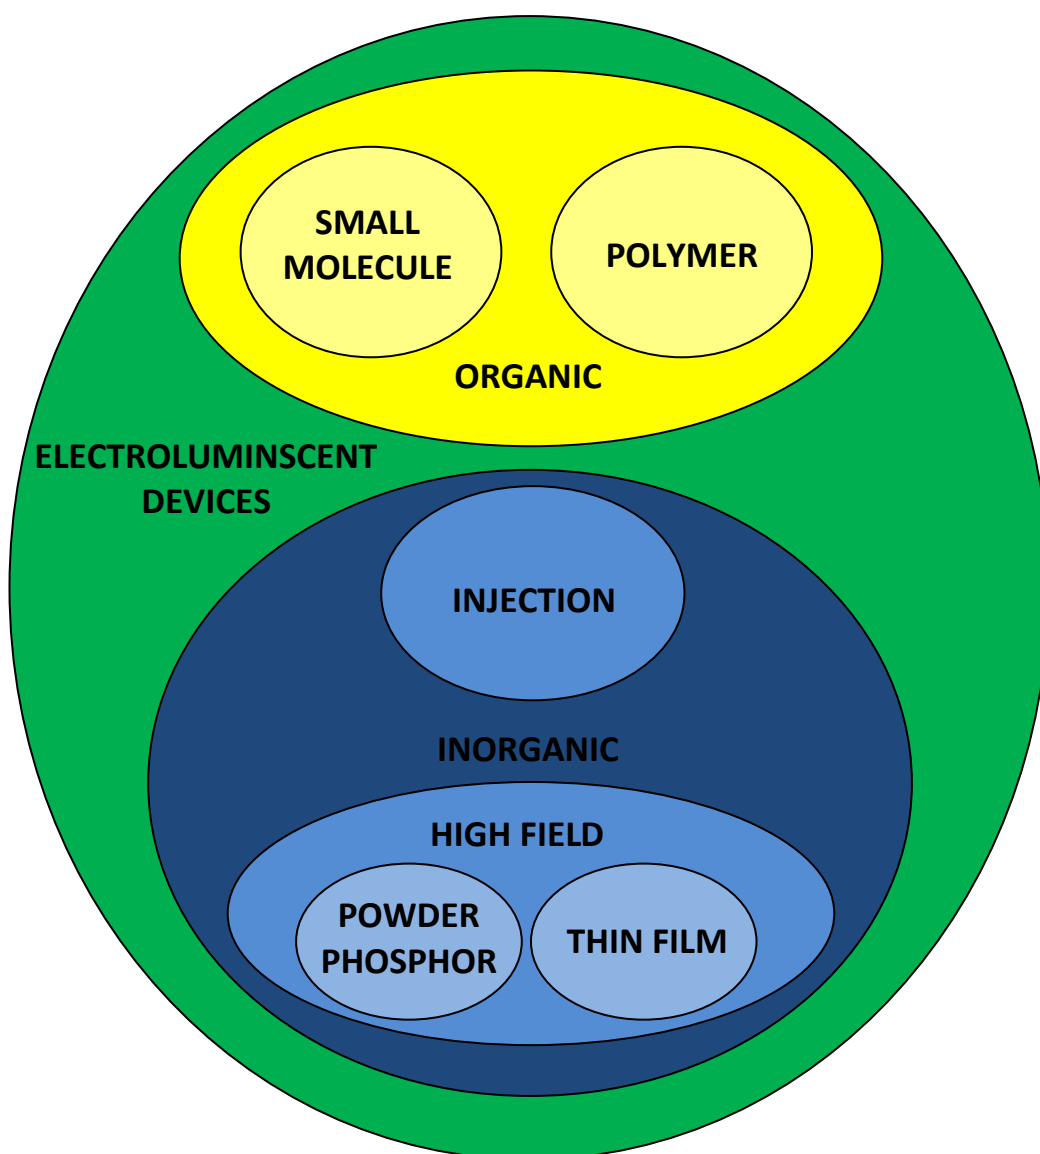 SMALL
MOLECULE
POLYMER
ORGANIC
ELECTROLUMINSCENT
DEVICES
INJECTION
INORGANIC
HIGH FIELD
POWDER
PHOSPHOR
THIN FILM